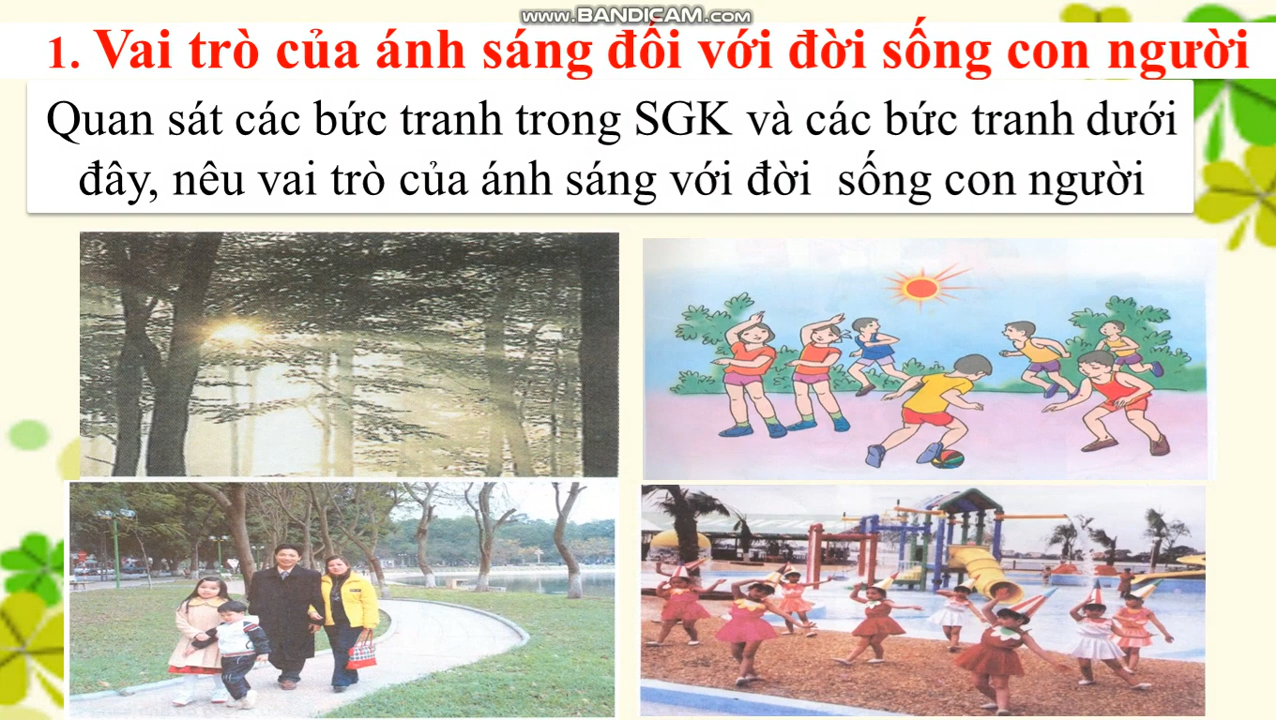 www.BANDICAM.com
1. Vai trò của ánh sáng đối với đời sống con người
Quan sát các bức tranh trong SGK và các bức tranh dưới
đây, nêu vai trò của ánh sáng với đời sống con người